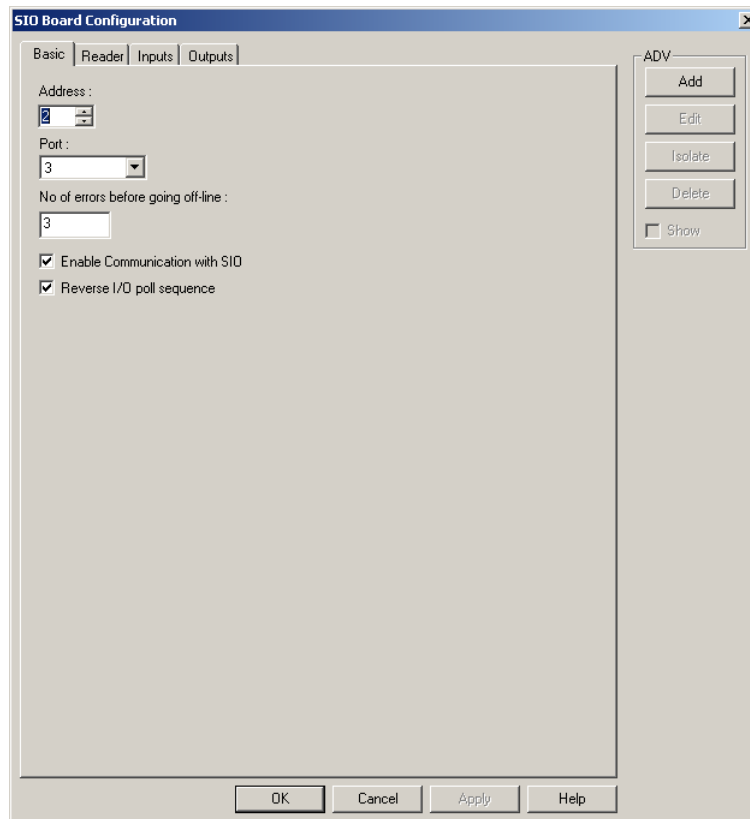 SIO Board Configuration
Basic Reader Inputs Outputs
Address :
2
Port :
3
No of errors before going off-line :
3
Enable Communication with SIO
Reverse I/O poll sequence
ADV
Add
Edit
Isolate
Delete
Show
OK Cancel Apply Help